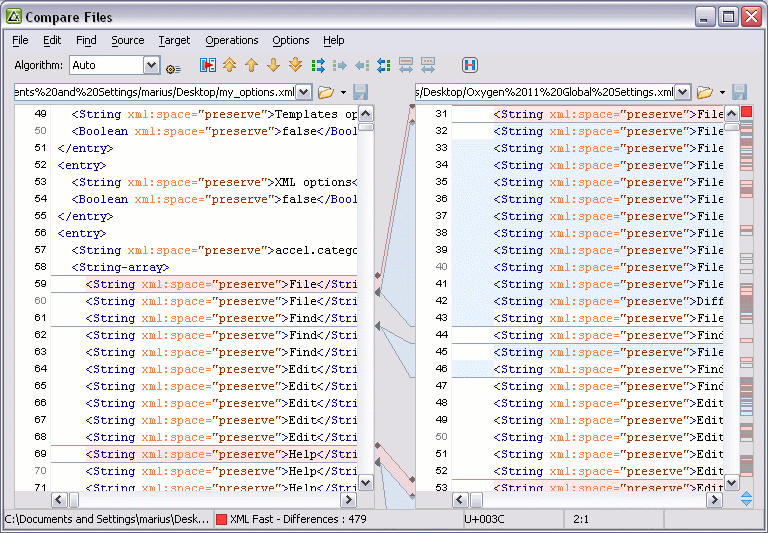 Compare Files
File Edit Find Source Target Operations Options Help
Algorithm: Auto
ents%20and%20Settings/marius/Desktop/my_options.xml
s/Desktop/Oxygen%2011%20Global%20Settings.xml
49 <String xml:space="preserve">Templates op
50 <Boolean xml:space="preserve">false</Bool
51 </entry>
52 <entry>
53 <String xml:space="preserve">XML options<
54 <Boolean xml:space="preserve">false</Bool
55 </entry>
56 <entry>
57 <String xml:space="preserve">accel.catego
58 <String-array>
59 <String xml:space="preserve">File</Stri
60 <String xml:space="preserve">File</Stri
61 <String xml:space="preserve">Find</Stri
62 <String xml:space="preserve">Find</Stri
63 <String xml:space="preserve">Find</Stri
64 <String xml:space="preserve">Edit</Stri
65 <String xml:space="preserve">Edit</Stri
66 <String xml:space="preserve">Edit</Stri
67 <String xml:space="preserve">Edit</Stri
68 <String xml:space="preserve">Edit</Stri
69 <String xml:space="preserve">Help</Stri
70 <String xml:space="preserve">Help</Stri
71 <String xml:space="preserve">Help</Stri
31 <String xml:space="preserve">File
32 <String xml:space="preserve">File
33 <String xml:space="preserve">File
34 <String xml:space="preserve">File
35 <String xml:space="preserve">File
36 <String xml:space="preserve">File
37 <String xml:space="preserve">File
38 <String xml:space="preserve">File
39 <String xml:space="preserve">File
40 <String xml:space="preserve">File
41 <String xml:space="preserve">File
42 <String xml:space="preserve">Diff
43 <String xml:space="preserve">File
44 <String xml:space="preserve">Find
45 <String xml:space="preserve">File
46 <String xml:space="preserve">Find
47 <String xml:space="preserve">Find
48 <String xml:space="preserve">Edit
49 <String xml:space="preserve">Edit
50 <String xml:space="preserve">Edit
51 <String xml:space="preserve">Edit
52 <String xml:space="preserve">Edit
53 <String xml:space="preserve">Edit
C:\Documents and Settings\marius\Desk... XML Fast - Differences : 479 U+003C 2:1